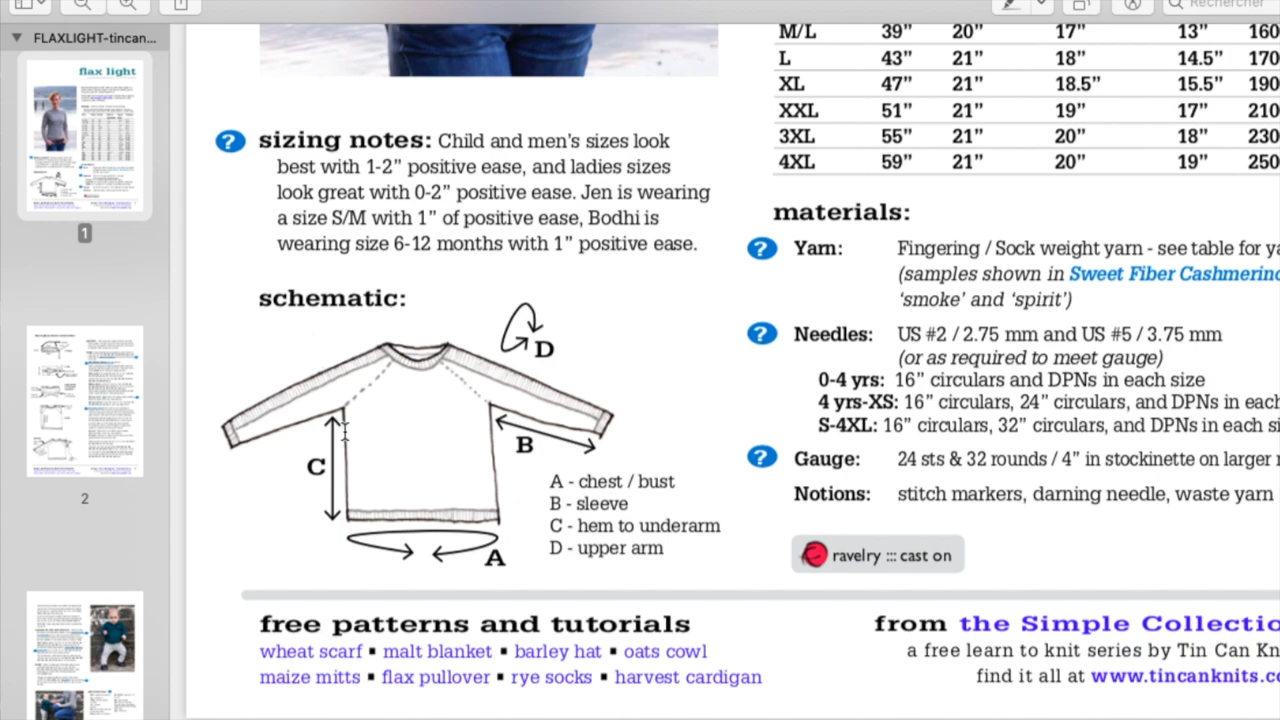 Rechercher
FLAXLIGHT-tincan...
flax light
1
2
M/L 39” 20” 17” 13” 160
L 43” 21” 18” 14.5” 170
XL 47” 21” 18.5” 15.5” 190
XXL 51” 21” 19” 17” 210
3XL 55” 21” 20” 18” 230
4XL 59” 21” 20” 19” 250
? sizing notes: Child and men’s sizes look
best with 1-2” positive ease, and ladies sizes
look great with 0-2” positive ease. Jen is wearing
a size S/M with 1” of positive ease, Bodhi is
wearing size 6-12 months with 1” positive ease.
schematic:
D
B
C
A
A - chest / bust
B - sleeve
C - hem to underarm
D - upper arm
materials:
? Yarn: Fingering / Sock weight yarn - see table for ya
(samples shown in Sweet Fiber Cashmerino
‘smoke’ and ‘spirit’)
? Needles: US #2 / 2.75 mm and US #5 / 3.75 mm
(or as required to meet gauge)
0-4 yrs: 16” circulars and DPNs in each size
4 yrs-XS: 16” circulars, 24” circulars, and DPNs in each
S-4XL: 16” circulars, 32” circulars, and DPNs in each si
? Gauge: 24 sts & 32 rounds / 4” in stockinette on larger
Notions: stitch markers, darning needle, waste yarn
ravelry ::: cast on
free patterns and tutorials
wheat scarf ▪ malt blanket ▪ barley hat ▪ oats cowl
maize mitts ▪ flax pullover ▪ rye socks ▪ harvest cardigan
from the Simple Collectio
a free learn to knit series by Tin Can Kn
find it all at www.tincanknits.co